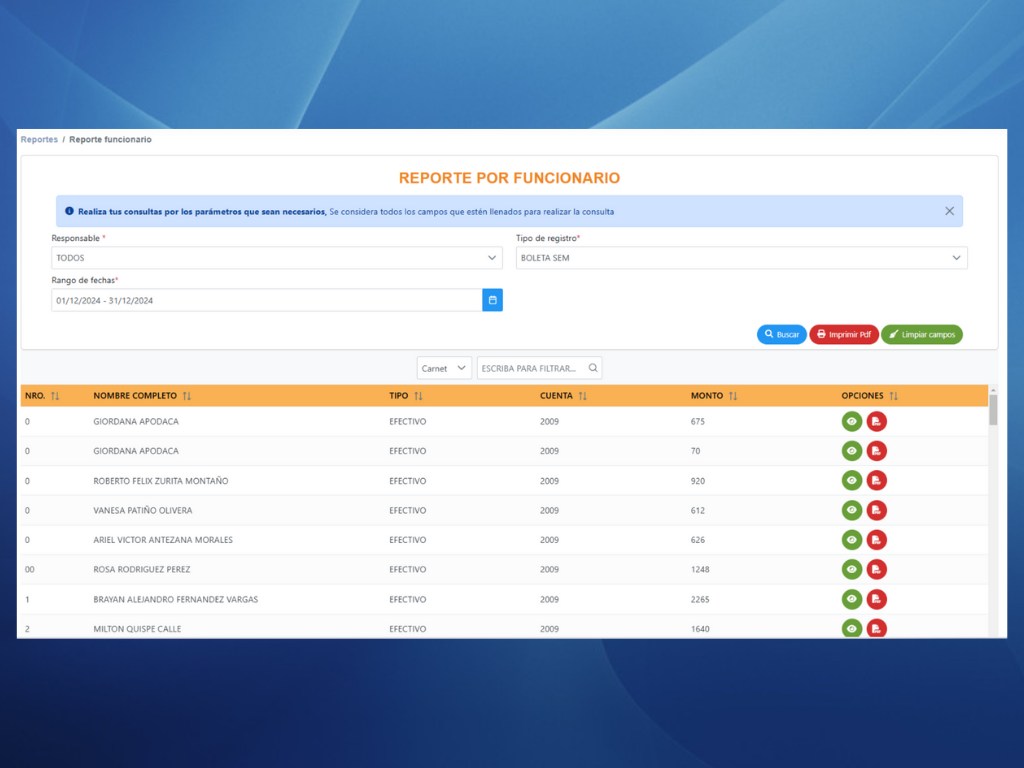 Reportes / Reporte funcionario
REPORTE POR FUNCIONARIO
Realiza tus consultas por los parámetros que sean necesarios, Se considera todos los campos que estén llenados para realizar la consulta
Responsable * Tipo de registro*
TODOS BOLETA SEM
Rango de fechas*
01/12/2024 - 31/12/2024
Buscar Imprimir Pdf Limpiar campos
Carnet ESCRIBA PARA FILTRAR...
NRO. NOMBRE COMPLETO TIPO CUENTA MONTO OPCIONES
0 GIORDANA APODACA EFECTIVO 2009 675
0 GIORDANA APODACA EFECTIVO 2009 70
0 ROBERTO FELIX ZURITA MONTAÑO EFECTIVO 2009 920
0 VANESA PATIÑO OLIVERA EFECTIVO 2009 612
0 ARIEL VICTOR ANTEZANA MORALES EFECTIVO 2009 626
00 ROSA RODRIGUEZ PEREZ EFECTIVO 2009 1248
1 BRAYAN ALEJANDRO FERNANDEZ VARGAS EFECTIVO 2009 2265
2 MILTON QUISPE CALLE EFECTIVO 2009 1640